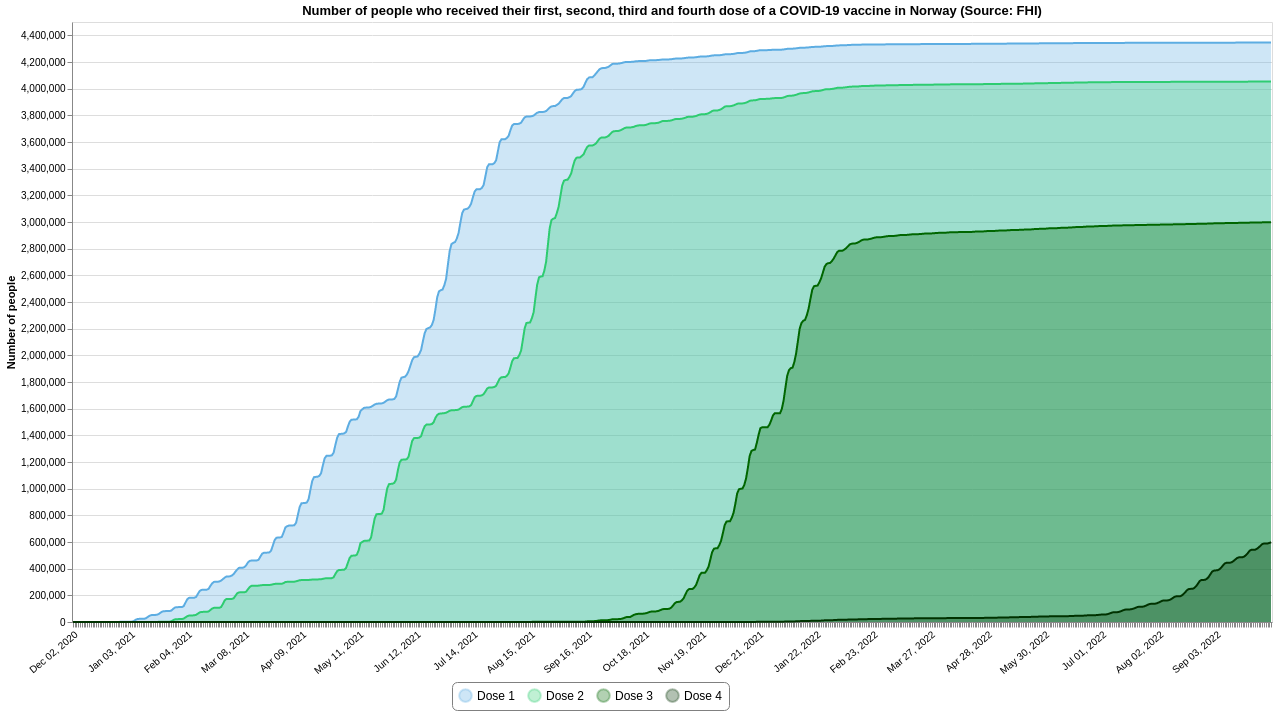 Number of people who received their first, second, third and fourth dose of a COVID-19 vaccine in Norway (Source: FHI)
Number of people
4,400,000
4,200,000
4,000,000
3,800,000
3,600,000
3,400,000
3,200,000
3,000,000
2,800,000
2,600,000
2,400,000
2,200,000
2,000,000
1,800,000
1,600,000
1,400,000
1,200,000
1,000,000
800,000
600,000
400,000
200,000
0
Dec 02, 2020
Jan 03, 2021
Feb 04, 2021
Mar 08, 2021
Apr 09, 2021
May 11, 2021
Jun 12, 2021
Jul 14, 2021
Aug 15, 2021
Sep 16, 2021
Oct 18, 2021
Nov 19, 2021
Dec 21, 2021
Jan 22, 2022
Feb 23, 2022
Mar 27, 2022
Apr 28, 2022
May 30, 2022
Jul 01, 2022
Aug 02, 2022
Sep 03, 2022
Dose 1 Dose 2 Dose 3 Dose 4